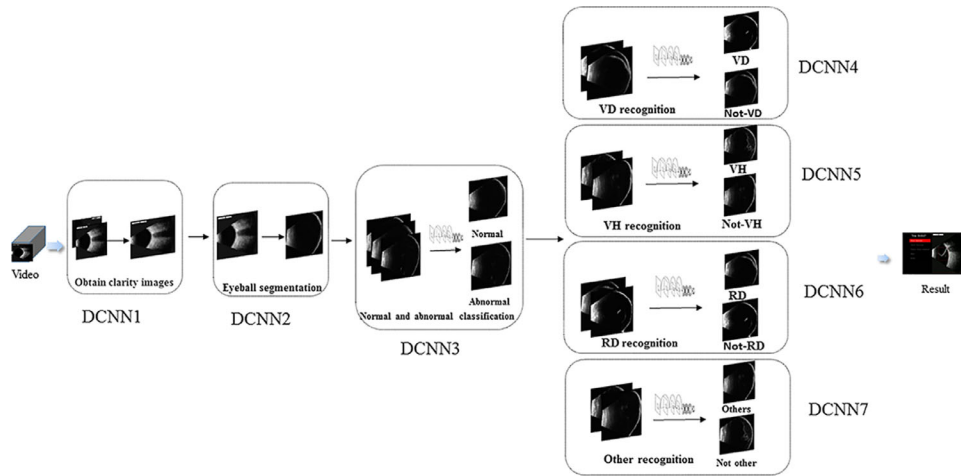 Video
Obtain clarity images
DCNN1
Eyeball segmentation
DCNN2
Normal
Abnormal
Normal and abnormal classification
DCNN3
VD
Not-VD
VD recognition
DCNN4
VH
Not-VH
VH recognition
DCNN5
RD
Not-RD
RD recognition
DCNN6
Others
Not other
Other recognition
DCNN7
Result